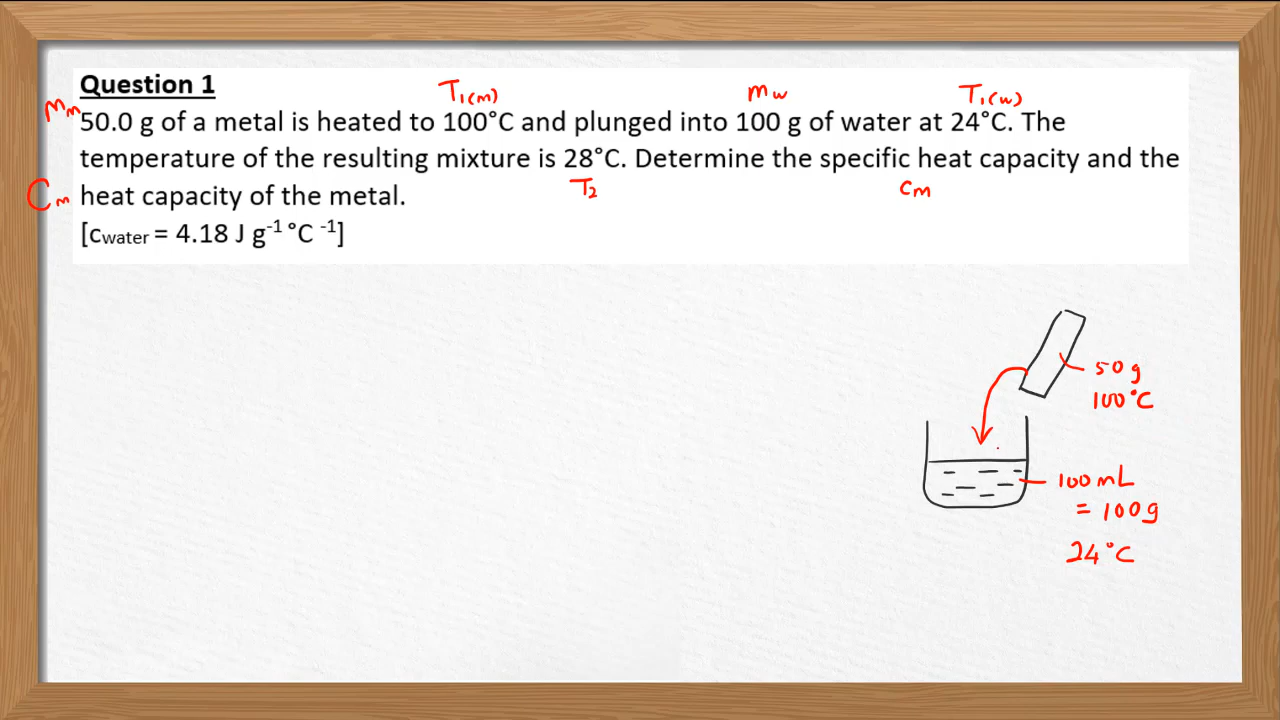 Question 1
T₁(m) mw T₁(w)
Mm
50.0 g of a metal is heated to 100°C and plunged into 100 g of water at 24°C. The
temperature of the resulting mixture is 28°C. Determine the specific heat capacity and the
T₂ cm
Cm
heat capacity of the metal.
[cwater = 4.18 J g⁻¹ °C ⁻¹]
50 g
100°C
100 mL
= 100g
24°C